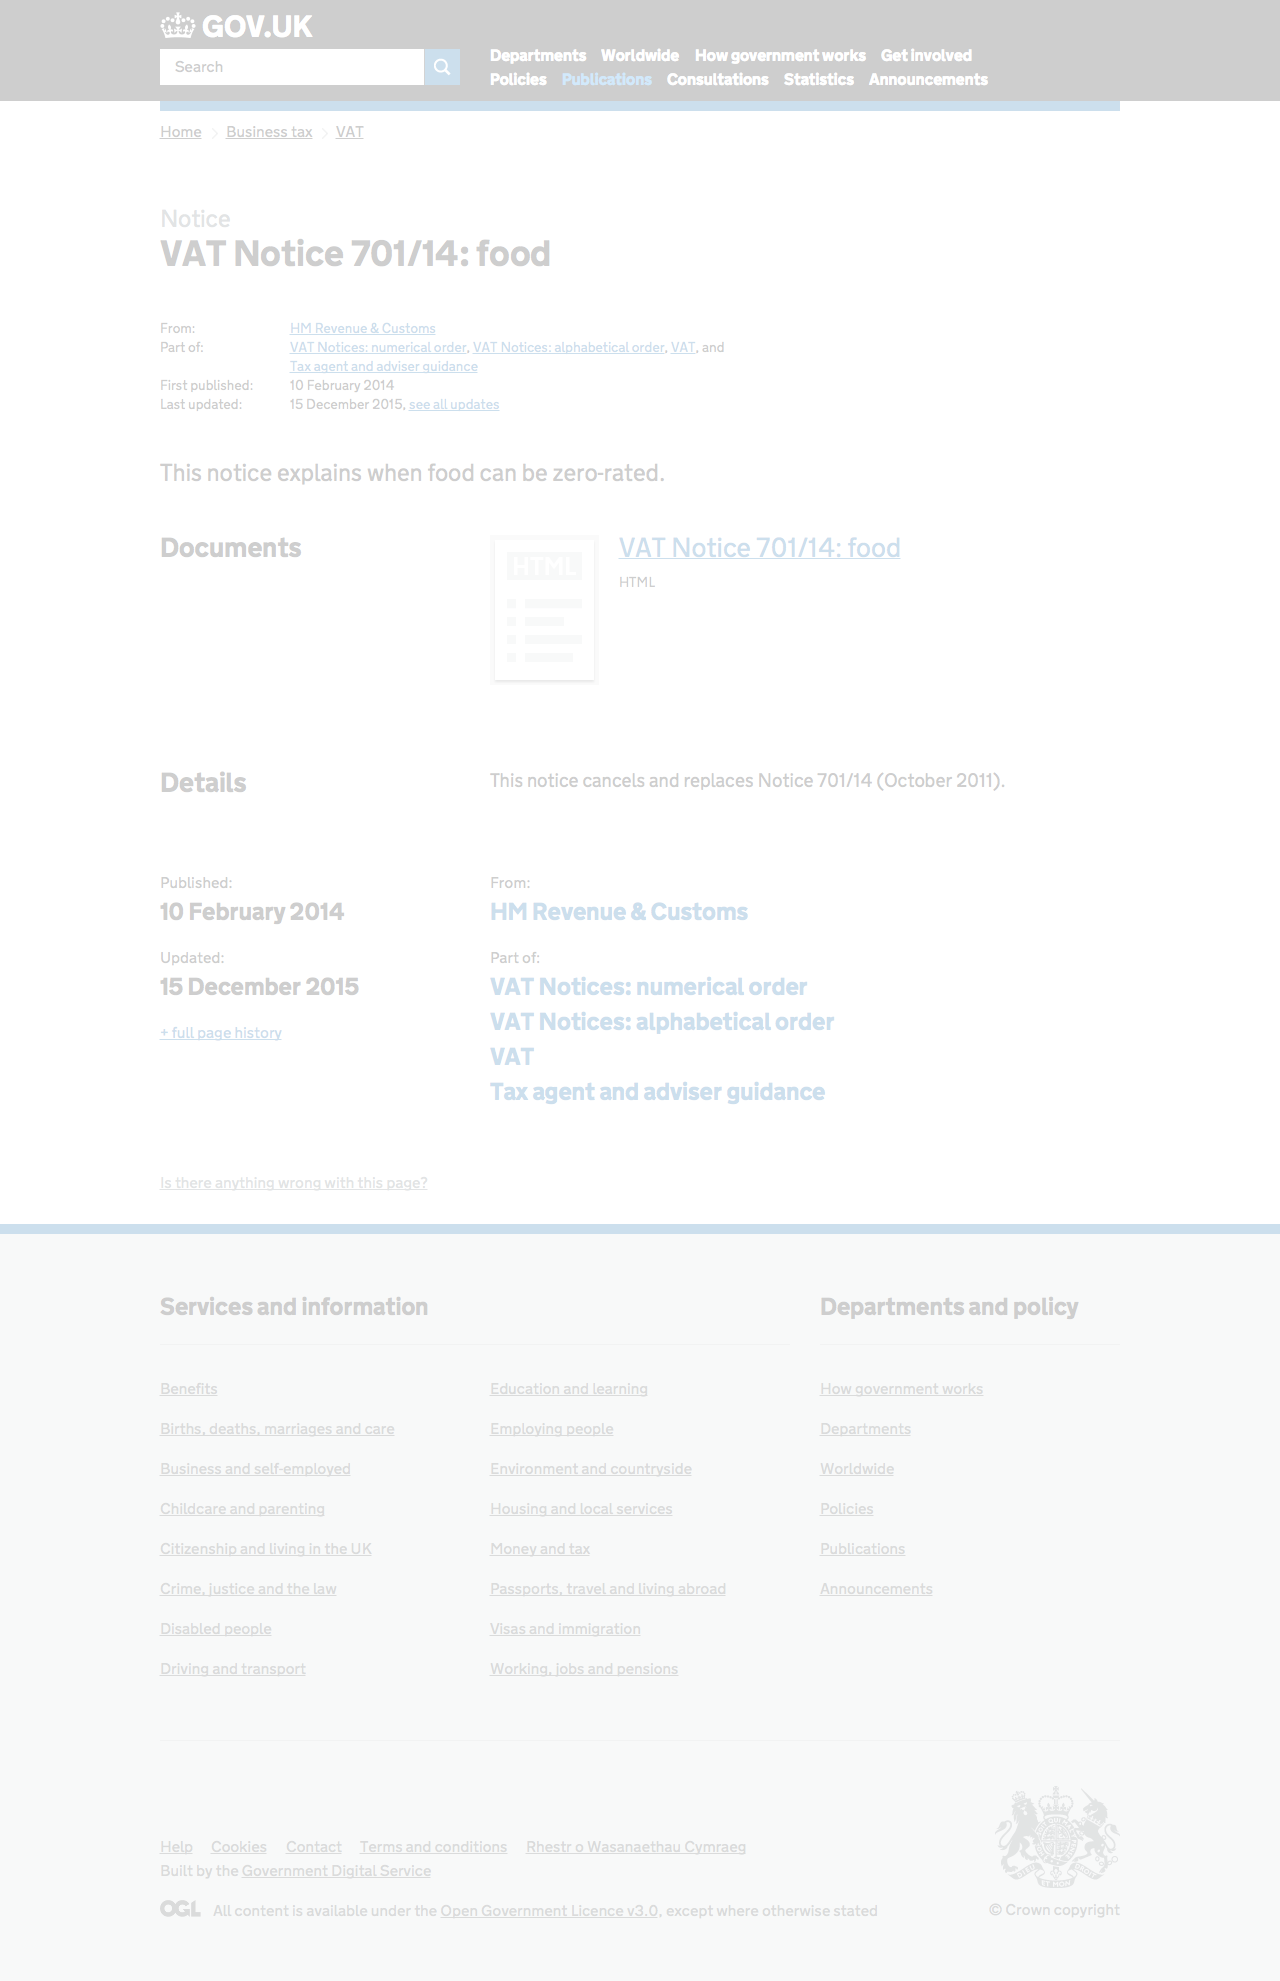 GOV.UK
Search
Departments Worldwide How government works Get involved
Policies Publications Consultations Statistics Announcements
Home Business tax VAT
Notice
VAT Notice 701/14: food
From: HM Revenue & Customs
Part of: VAT Notices: numerical order, VAT Notices: alphabetical order, VAT, and
Tax agent and adviser guidance
First published: 10 February 2014
Last updated: 15 December 2015, see all updates
This notice explains when food can be zero-rated.
Documents
HTML
VAT Notice 701/14: food
HTML
Details
This notice cancels and replaces Notice 701/14 (October 2011).
Published:
10 February 2014
Updated:
15 December 2015
+ full page history
From:
HM Revenue & Customs
Part of:
VAT Notices: numerical order
VAT Notices: alphabetical order
VAT
Tax agent and adviser guidance
Is there anything wrong with this page?
Services and information
Benefits
Births, deaths, marriages and care
Business and self-employed
Childcare and parenting
Citizenship and living in the UK
Crime, justice and the law
Disabled people
Driving and transport
Education and learning
Employing people
Environment and countryside
Housing and local services
Money and tax
Passports, travel and living abroad
Visas and immigration
Working, jobs and pensions
Departments and policy
How government works
Departments
Worldwide
Policies
Publications
Announcements
Help Cookies Contact Terms and conditions Rhestr o Wasanaethau Cymraeg
Built by the Government Digital Service
OGL All content is available under the Open Government Licence v3.0, except where otherwise stated
© Crown copyright